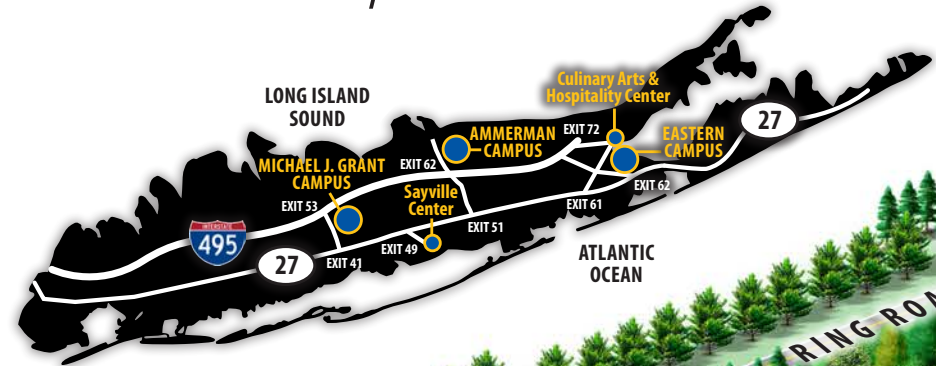 Culinary Arts &
Hospitality Center
LONG ISLAND
SOUND
27
AMMERMAN
CAMPUS
EXIT 72
EASTERN
CAMPUS
MICHAEL J. GRANT
CAMPUS
EXIT 62
Sayville
Center
EXIT 62
EXIT 53
EXIT 61
EXIT 51
INTERSTATE
495
27
EXIT 41
EXIT 49
ATLANTIC
OCEAN
RING ROA